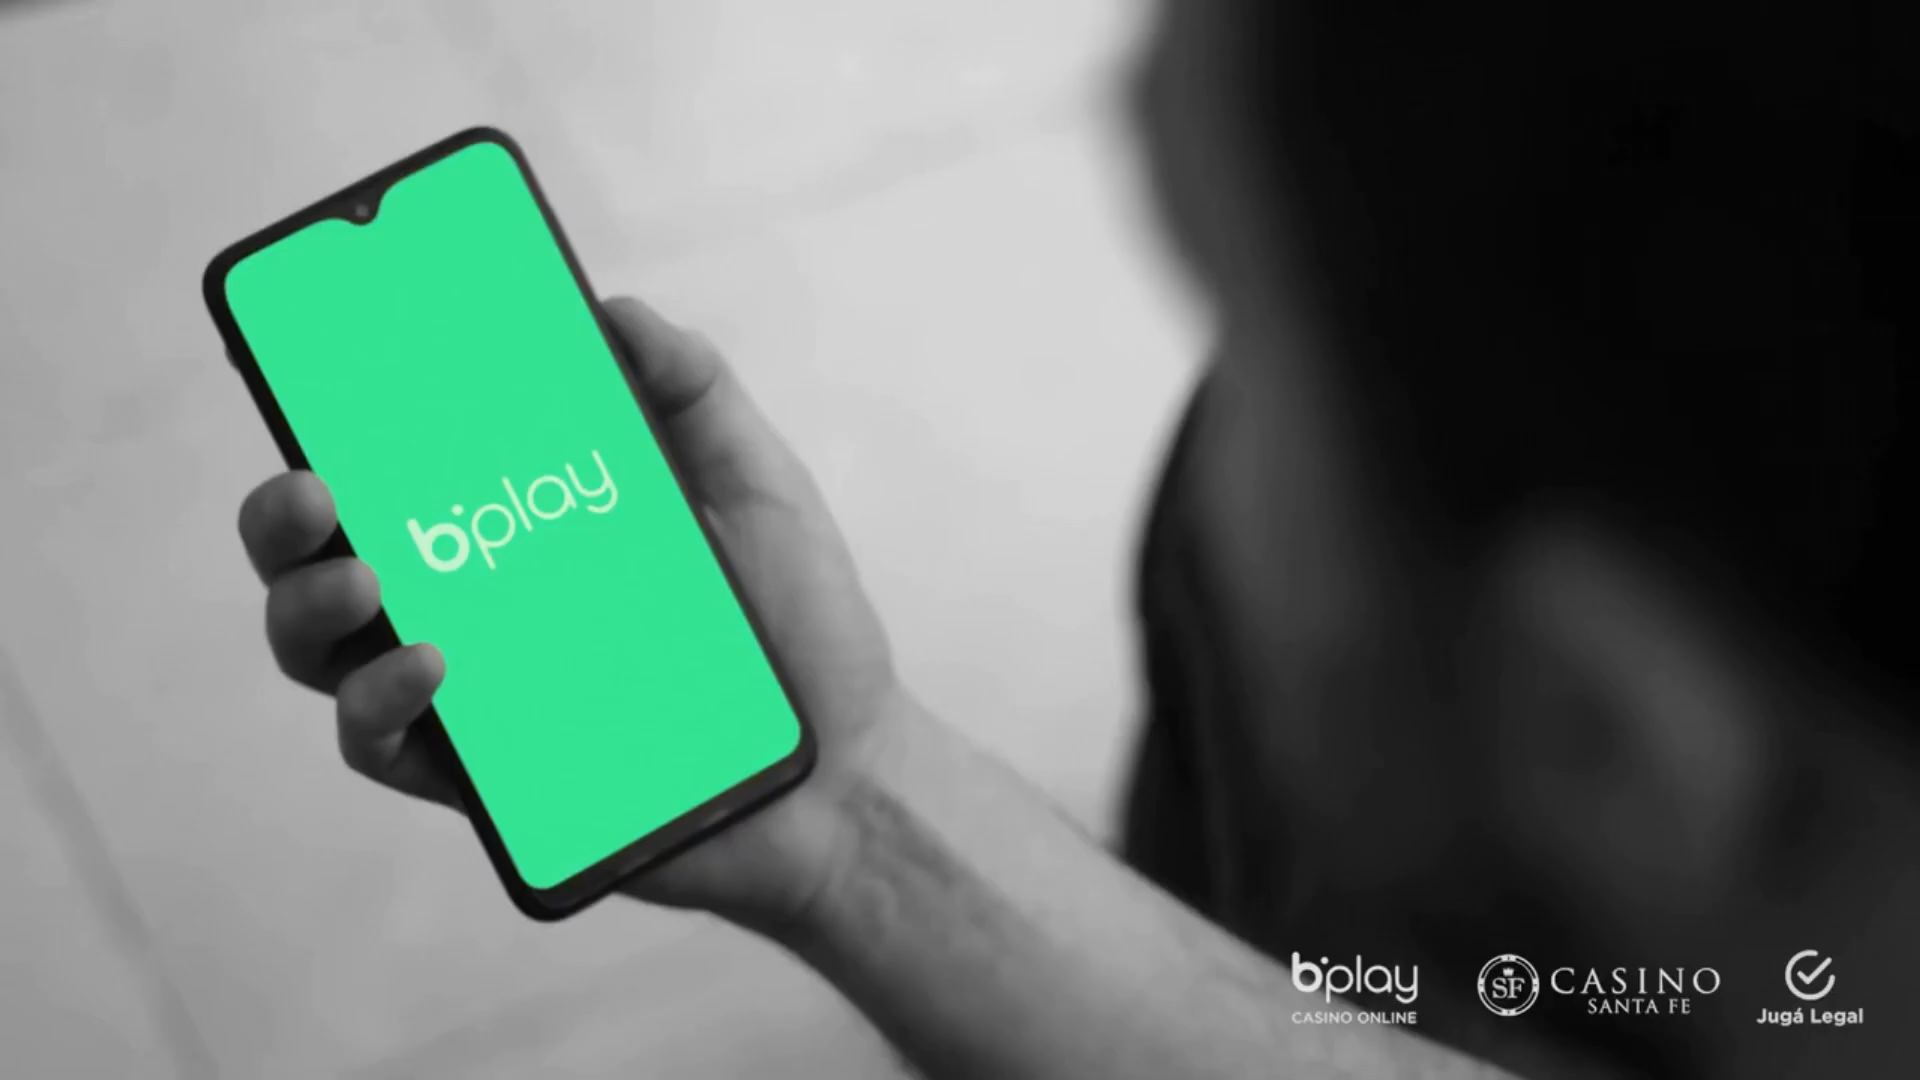 bplay
bplay
CASINO ONLINE
SF
CASINO
SANTA FE
Jugá Legal